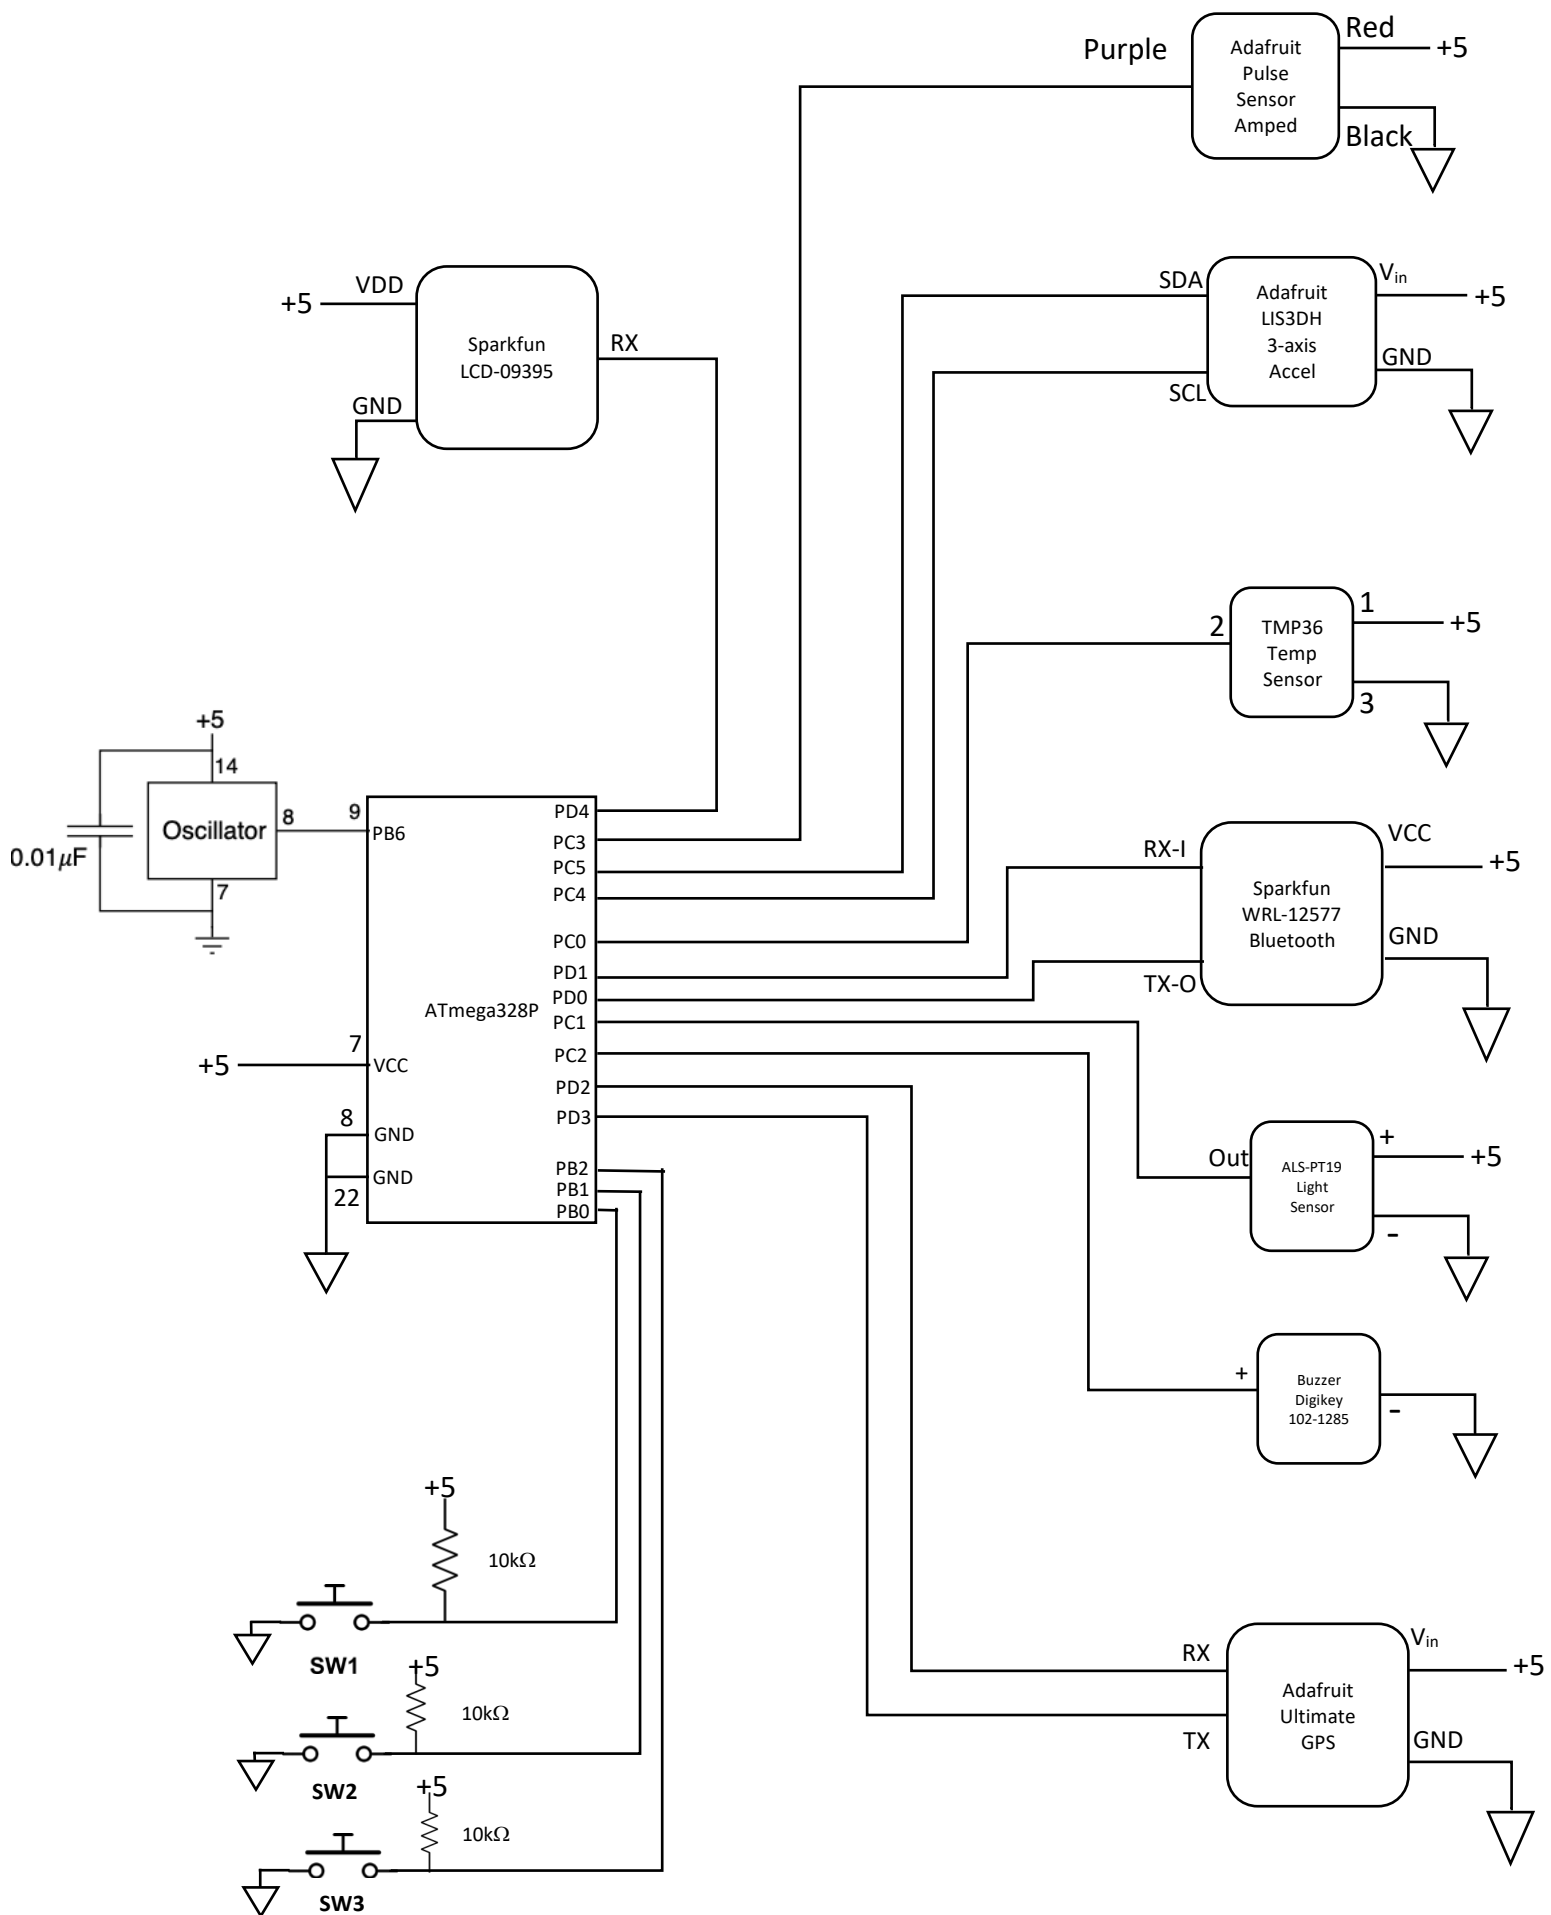 Purple
Red
+5
Adafruit
Pulse
Sensor
Amped
Black
VDD
+5
GND
Sparkfun
LCD-09395
RX
SDA
SCL
Adafruit
LIS3DH
3-axis
Accel
Vin
+5
GND
2
TMP36
Temp
Sensor
1
+5
3
+5
14
Oscillator
8
7
0.01μF
9
PB6
7
+5
VCC
8
GND
GND
22
ATmega328P
PD4
PC3
PC5
PC4
PC0
PD1
PD0
PC1
PC2
PD2
PD3
PB2
PB1
PB0
RX-I
TX-O
Sparkfun
WRL-12577
Bluetooth
VCC
+5
GND
Out
ALS-PT19
Light
Sensor
+
+5
-
+
Buzzer
Digikey
102-1285
-
+5
10kΩ
SW1
+5
10kΩ
SW2
+5
10kΩ
SW3
RX
TX
Adafruit
Ultimate
GPS
Vin
+5
GND